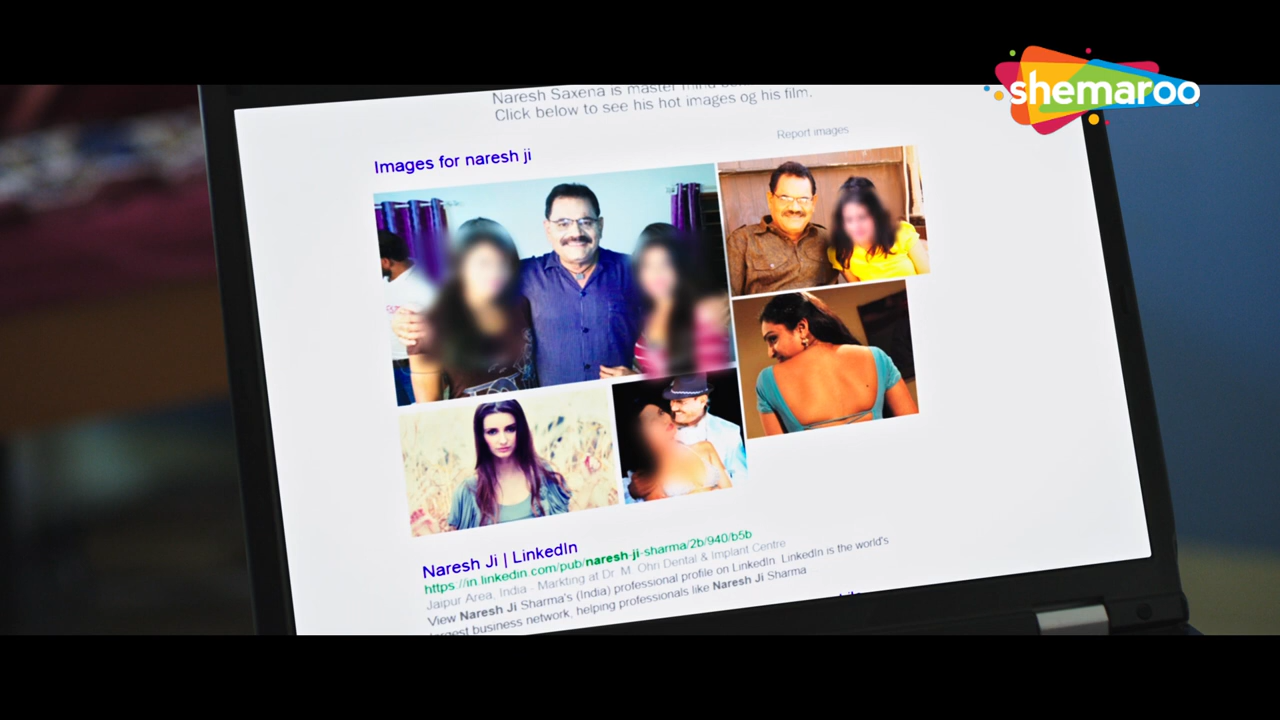 shemaroo
Naresh Saxena is master mind
Click below to see his hot images og his film.
Report images
Images for naresh ji
Naresh Ji | LinkedIn
https://in.linkedin.com/pub/naresh-ji-sharma/2b/940/b5b
Jaipur Area, India - Markting at Dr. M. Ohri Dental & Implant Centre
View Naresh Ji Sharma's (India) professional profile on LinkedIn. LinkedIn is the world's
largest business network, helping professionals like Naresh Ji Sharma